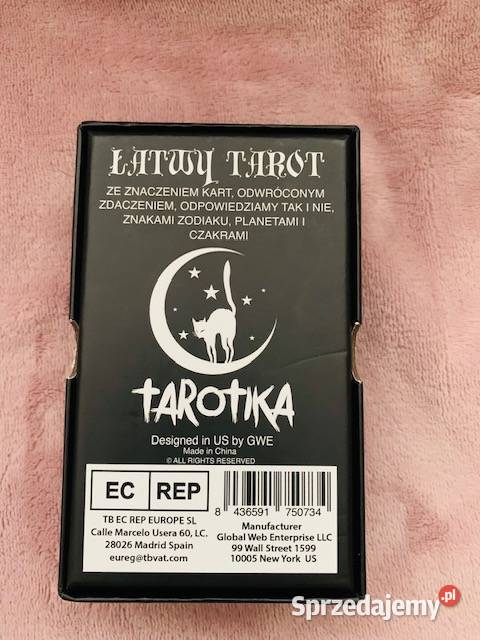 ŁATWY TAROT
ZE ZNACZENIEM KART, ODWRÓCONYM
ZDACZENIEM, ODPOWIEDZIAMY TAK I NIE,
ZNAKAMI ZODIAKU, PLANETAMI I
CZAKRAMI
TAROTIKA
Designed in US by GWE
Made in China
© ALL RIGHTS RESERVED
EC REP
TB EC REP EUROPE SL
Calle Marcelo Usera 60, LC.
28026 Madrid Spain
eureg@tbvat.com
8 436591 750734
Manufacturer
Global Web Enterprise LLC
99 Wall Street 1599
10005 New York US
Sprzedajemy.pl